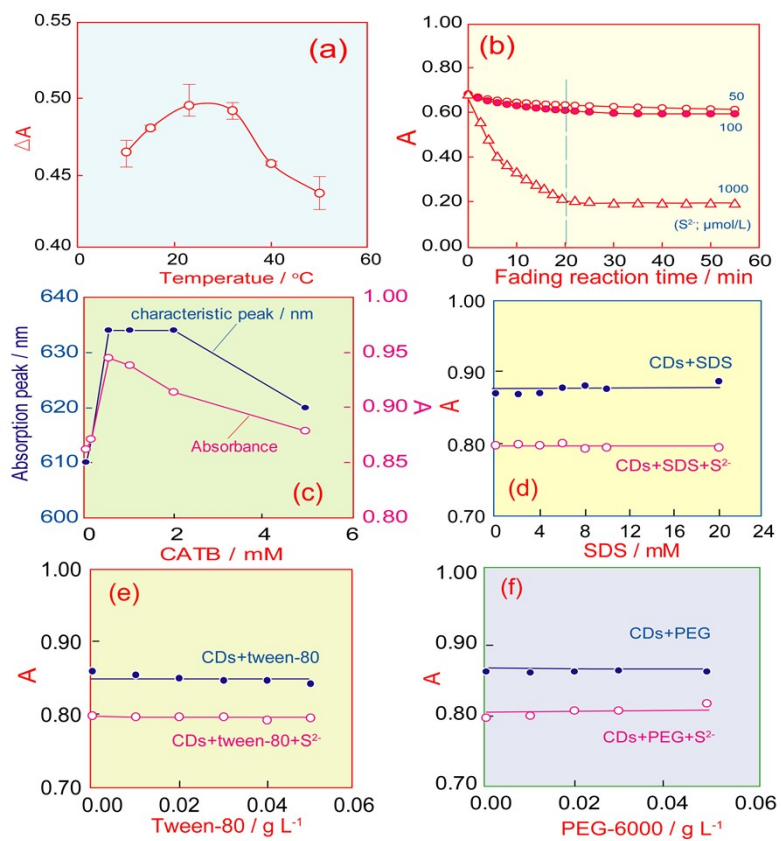 (a)
0.55
0.50
0.45
0.40
△A
0 20 40 60
Temperatue / °C
(b)
1.00
0.80
0.60
0.40
0.20
0.00
A
50
100
1000
(S²⁻; μmol/L)
0 10 20 30 40 50 60
Fading reaction time / min
640
630
620
610
600
Absorption peak / nm
characteristic peak / nm
Absorbance
(c)
1.00
0.95
0.90
0.85
0.80
A
0 2 4 6
CATB / mM
0.90
1.00
0.80
0.70
A
CDs+SDS
CDs+SDS+S²⁻
(d)
0 4 8 12 16 20 24
SDS / mM
(e)
1.00
0.90
0.80
0.70
A
CDs+tween-80
CDs+tween-80+S²⁻
0.00 0.02 0.04 0.06
Tween-80 / g L⁻¹
(f)
1.00
0.90
0.80
0.70
A
CDs+PEG
CDs+PEG+S²⁻
0.00 0.02 0.04 0.06
PEG-6000 / g L⁻¹